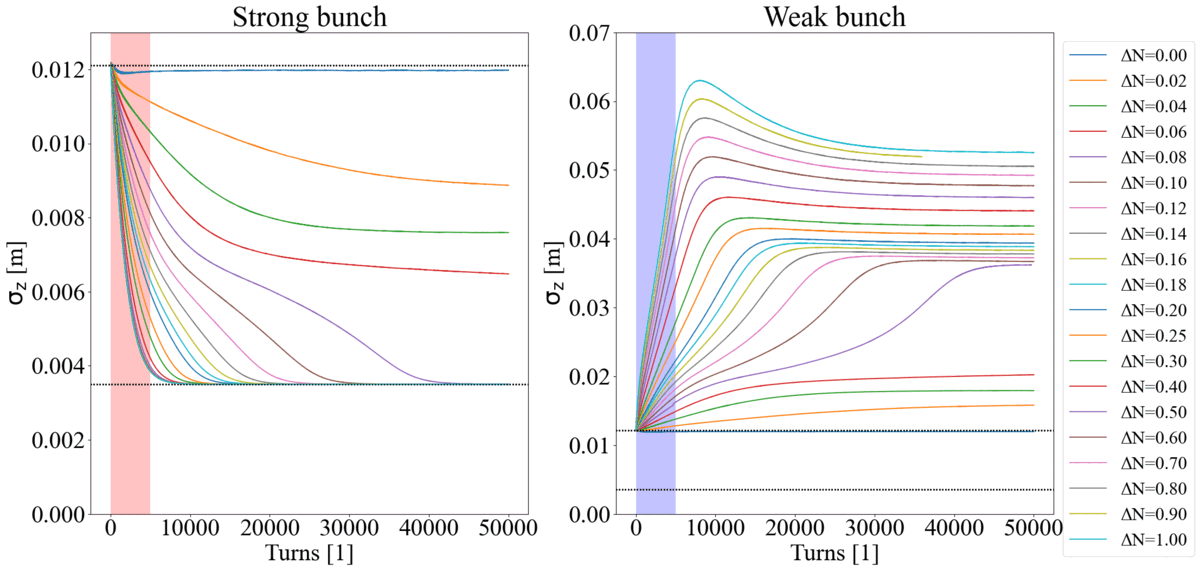 Strong bunch
0.012
0.010
0.008
0.006
0.004
0.002
0.000
σz [m]
0 10000 20000 30000 40000 50000
Turns [1]
Weak bunch
0.07
0.06
0.05
0.04
0.03
0.02
0.01
0.00
σz [m]
0 10000 20000 30000 40000 50000
Turns [1]
ΔN=0.00
ΔN=0.02
ΔN=0.04
ΔN=0.06
ΔN=0.08
ΔN=0.10
ΔN=0.12
ΔN=0.14
ΔN=0.16
ΔN=0.18
ΔN=0.20
ΔN=0.25
ΔN=0.30
ΔN=0.40
ΔN=0.50
ΔN=0.60
ΔN=0.70
ΔN=0.80
ΔN=0.90
ΔN=1.00